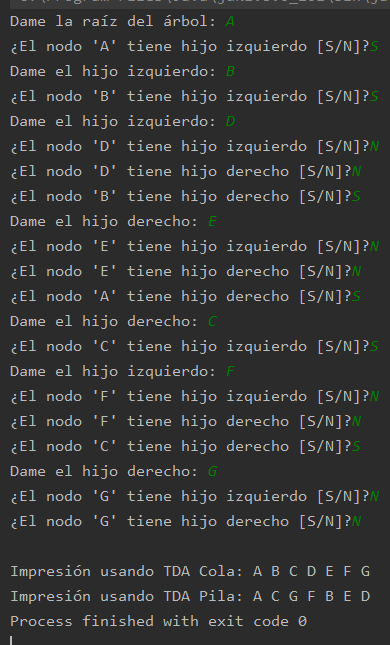 Dame la raíz del árbol: A
¿El nodo 'A' tiene hijo izquierdo [S/N]?S
Dame el hijo izquierdo: B
¿El nodo 'B' tiene hijo izquierdo [S/N]?S
Dame el hijo izquierdo: D
¿El nodo 'D' tiene hijo izquierdo [S/N]?N
¿El nodo 'D' tiene hijo derecho [S/N]?N
¿El nodo 'B' tiene hijo derecho [S/N]?S
Dame el hijo derecho: E
¿El nodo 'E' tiene hijo izquierdo [S/N]?N
¿El nodo 'E' tiene hijo derecho [S/N]?N
¿El nodo 'A' tiene hijo derecho [S/N]?S
Dame el hijo derecho: C
¿El nodo 'C' tiene hijo izquierdo [S/N]?S
Dame el hijo izquierdo: F
¿El nodo 'F' tiene hijo izquierdo [S/N]?N
¿El nodo 'F' tiene hijo derecho [S/N]?N
¿El nodo 'C' tiene hijo derecho [S/N]?S
Dame el hijo derecho: G
¿El nodo 'G' tiene hijo izquierdo [S/N]?N
¿El nodo 'G' tiene hijo derecho [S/N]?N
Impresión usando TDA Cola: A B C D E F G
Impresión usando TDA Pila: A C G F B E D
Process finished with exit code 0